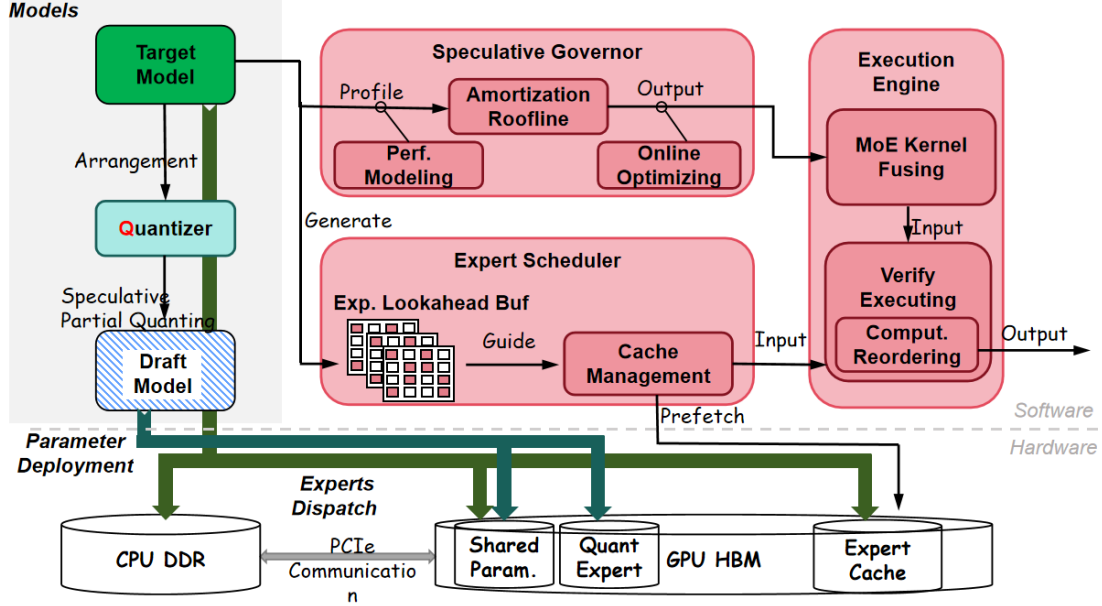 Models
Target
Model
Arrangement
Quantizer
Speculative
Partial Quanting
Draft
Model
Speculative Governor
Profile
Amortization
Roofline
Output
Perf.
Modeling
Online
Optimizing
Generate
Expert Scheduler
Exp. Lookahead Buf
Guide
Cache
Management
Input
Prefetch
Execution
Engine
MoE Kernel
Fusing
Input
Verify
Executing
Comput.
Reordering
Output
Software
Hardware
Parameter
Deployment
Experts
Dispatch
CPU DDR
PCIe
Communicatio
n
Shared
Param.
Quant
Expert
GPU HBM
Expert
Cache